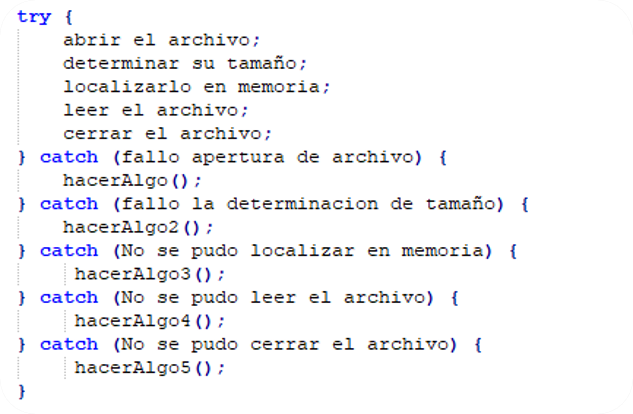 try {
    abrir el archivo;
    determinar su tamaño;
    localizarlo en memoria;
    leer el archivo;
    cerrar el archivo;
} catch (fallo apertura de archivo) {
    hacerAlgo();
} catch (fallo la determinacion de tamaño) {
    hacerAlgo2();
} catch (No se pudo localizar en memoria) {
     hacerAlgo3();
} catch (No se pudo leer el archivo) {
     hacerAlgo4();
} catch (No se pudo cerrar el archivo) {
     hacerAlgo5();
}